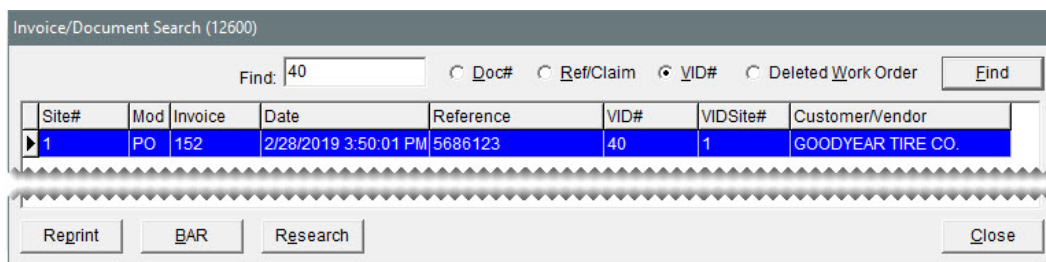 Invoice/Document Search (12600)
Find: 40 Doc# Ref/Claim VID# Deleted Work Order Find
Site# Mod Invoice Date Reference VID# VIDSite# Customer/Vendor
1 PO 152 2/28/2019 3:50:01 PM 5686123 40 1 GOODYEAR TIRE CO.
Reprint BAR Research Close